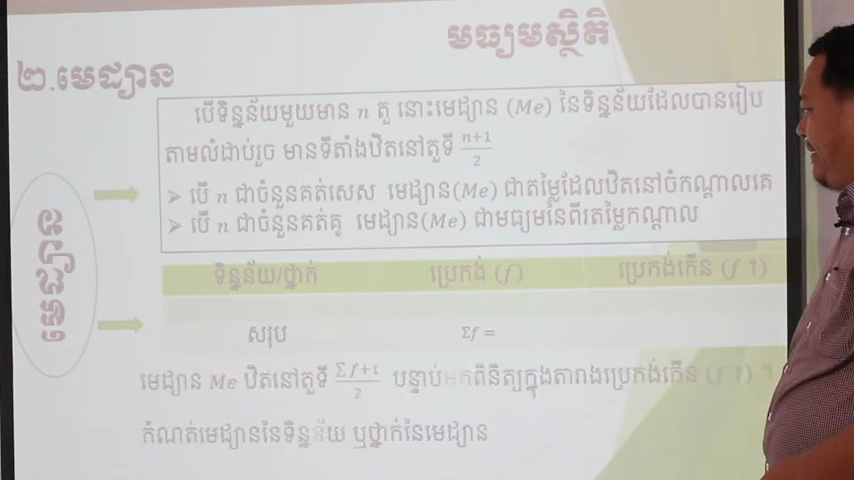 មធ្យមស្ថិតិ
២.មេដ្យាន
បើទិន្នន័យមួយមាន n តួ នោះមេដ្យាន (Me) នៃទិន្នន័យដែលបានរៀប
តាមលំដាប់រួច មានទីតាំងឋិតនៅតួទី n+1/2
➢ បើ n ជាចំនួនគត់សេស មេដ្យាន(Me) ជាតម្លៃដែលឋិតនៅចំកណ្ដាលគេ
➢ បើ n ជាចំនួនគត់គូ មេដ្យាន(Me) ជាមធ្យមនៃពីរតម្លៃកណ្ដាល
មេដ្យាន
ទិន្នន័យ/ថ្នាក់ ប្រេកង់ (f) ប្រេកង់កើន (f ↑)
សរុប Σf =
មេដ្យាន Me ឋិតនៅតួទី Σf+1/2 បន្ទាប់មកពិនិត្យក្នុងតារាងប្រេកង់កើន (f ↑) ។
កំណត់មេដ្យាននៃទិន្នន័យ ឬថ្នាក់នៃមេដ្យាន